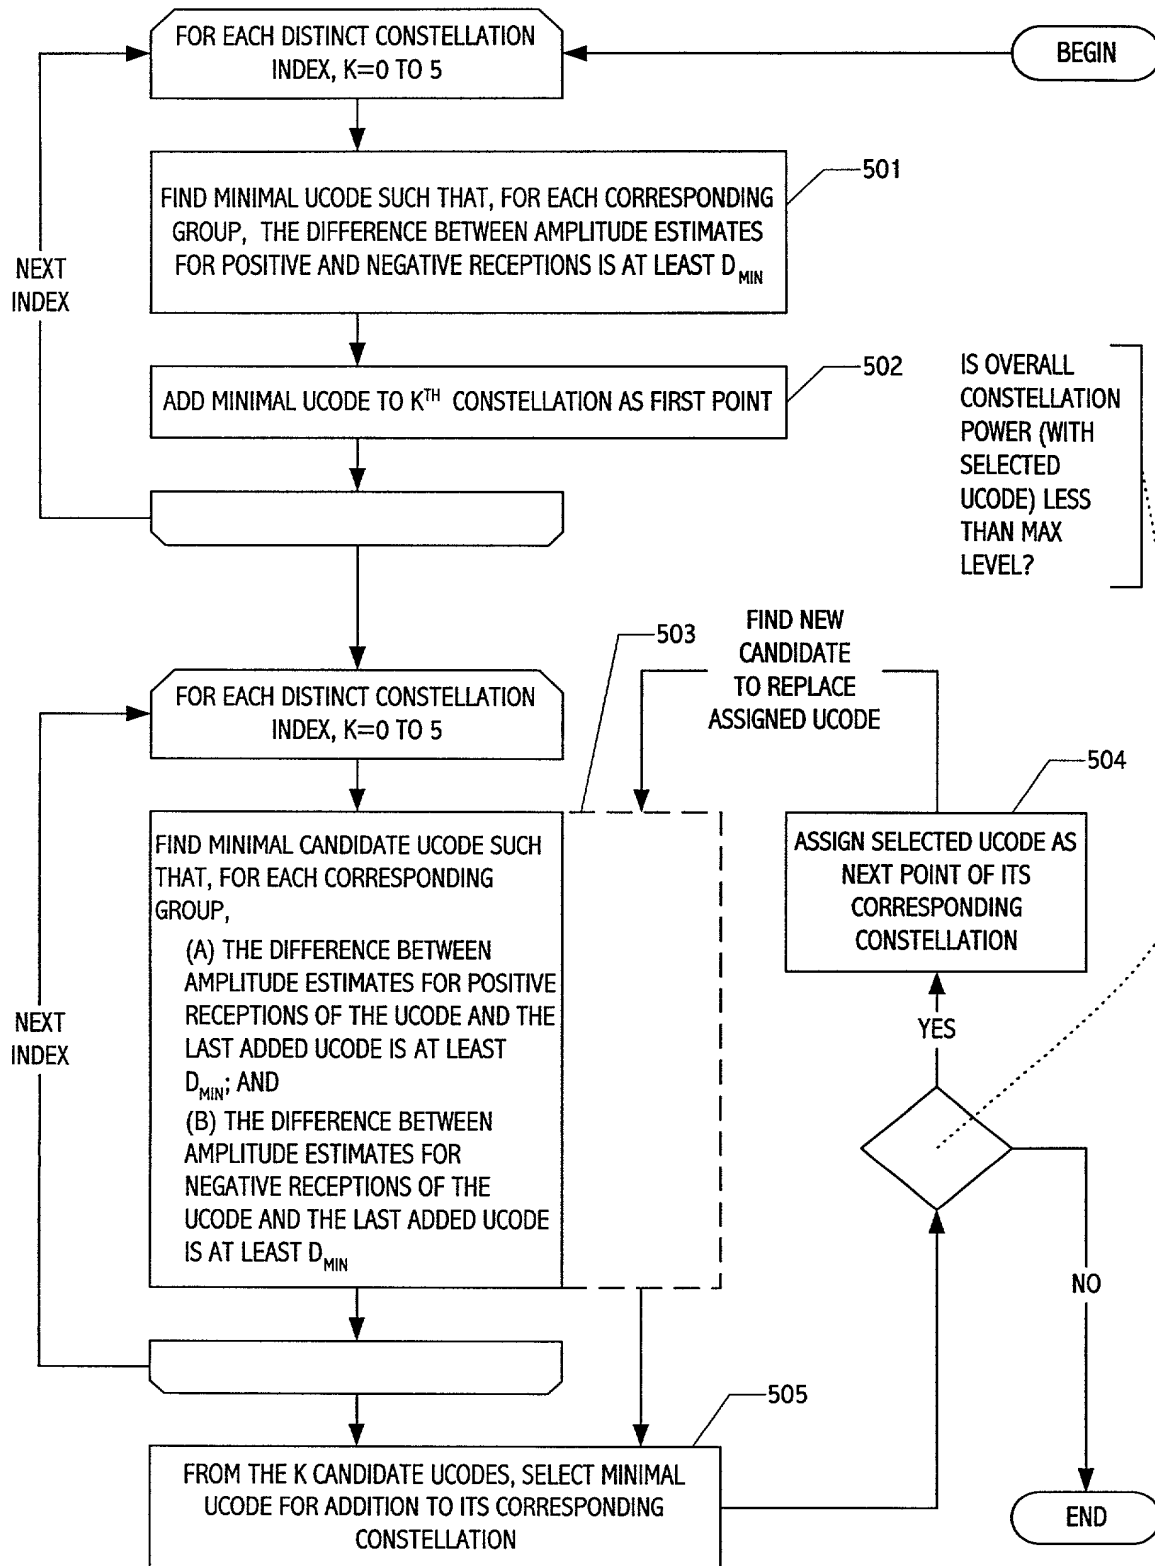 FOR EACH DISTINCT CONSTELLATION
INDEX, K=0 TO 5
BEGIN
501
FIND MINIMAL UCODE SUCH THAT, FOR EACH CORRESPONDING
GROUP, THE DIFFERENCE BETWEEN AMPLITUDE ESTIMATES
FOR POSITIVE AND NEGATIVE RECEPTIONS IS AT LEAST D_MIN
NEXT
INDEX
502
ADD MINIMAL UCODE TO K^TH CONSTELLATION AS FIRST POINT
IS OVERALL
CONSTELLATION
POWER (WITH
SELECTED
UCODE) LESS
THAN MAX
LEVEL?
503
FIND NEW
CANDIDATE
TO REPLACE
ASSIGNED UCODE
FOR EACH DISTINCT CONSTELLATION
INDEX, K=0 TO 5
504
FIND MINIMAL CANDIDATE UCODE SUCH
THAT, FOR EACH CORRESPONDING
GROUP,
(A) THE DIFFERENCE BETWEEN
AMPLITUDE ESTIMATES FOR POSITIVE
RECEPTIONS OF THE UCODE AND THE
LAST ADDED UCODE IS AT LEAST
D_MIN; AND
(B) THE DIFFERENCE BETWEEN
AMPLITUDE ESTIMATES FOR
NEGATIVE RECEPTIONS OF THE
UCODE AND THE LAST ADDED UCODE
IS AT LEAST D_MIN
ASSIGN SELECTED UCODE AS
NEXT POINT OF ITS
CORRESPONDING
CONSTELLATION
NEXT
INDEX
YES
NO
505
FROM THE K CANDIDATE UCODES, SELECT MINIMAL
UCODE FOR ADDITION TO ITS CORRESPONDING
CONSTELLATION
END